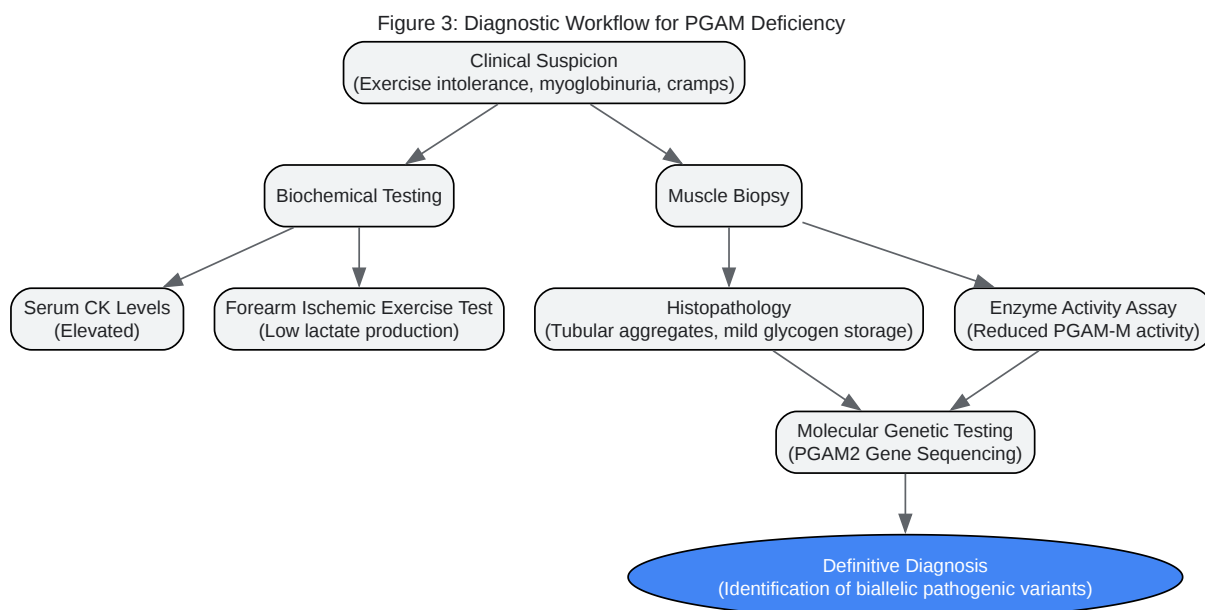 Figure 3: Diagnostic Workflow for PGAM Deficiency
Clinical Suspicion
(Exercise intolerance, myoglobinuria, cramps)
Biochemical Testing
Muscle Biopsy
Serum CK Levels
(Elevated)
Forearm Ischemic Exercise Test
(Low lactate production)
Histopathology
(Tubular aggregates, mild glycogen storage)
Enzyme Activity Assay
(Reduced PGAM-M activity)
Molecular Genetic Testing
(PGAM2 Gene Sequencing)
Definitive Diagnosis
(Identification of biallelic pathogenic variants)